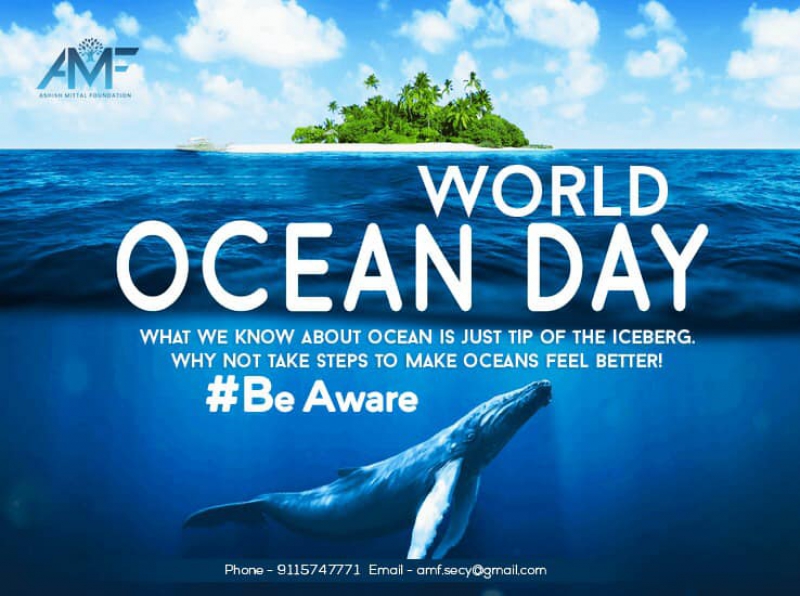 AMF
ASHISH MITTAL FOUNDATION
WORLD
OCEAN DAY
WHAT WE KNOW ABOUT OCEAN IS JUST TIP OF THE ICEBERG.
WHY NOT TAKE STEPS TO MAKE OCEANS FEEL BETTER!
#Be Aware
Phone - 9115747771 Email - amf.secy@gmail.com